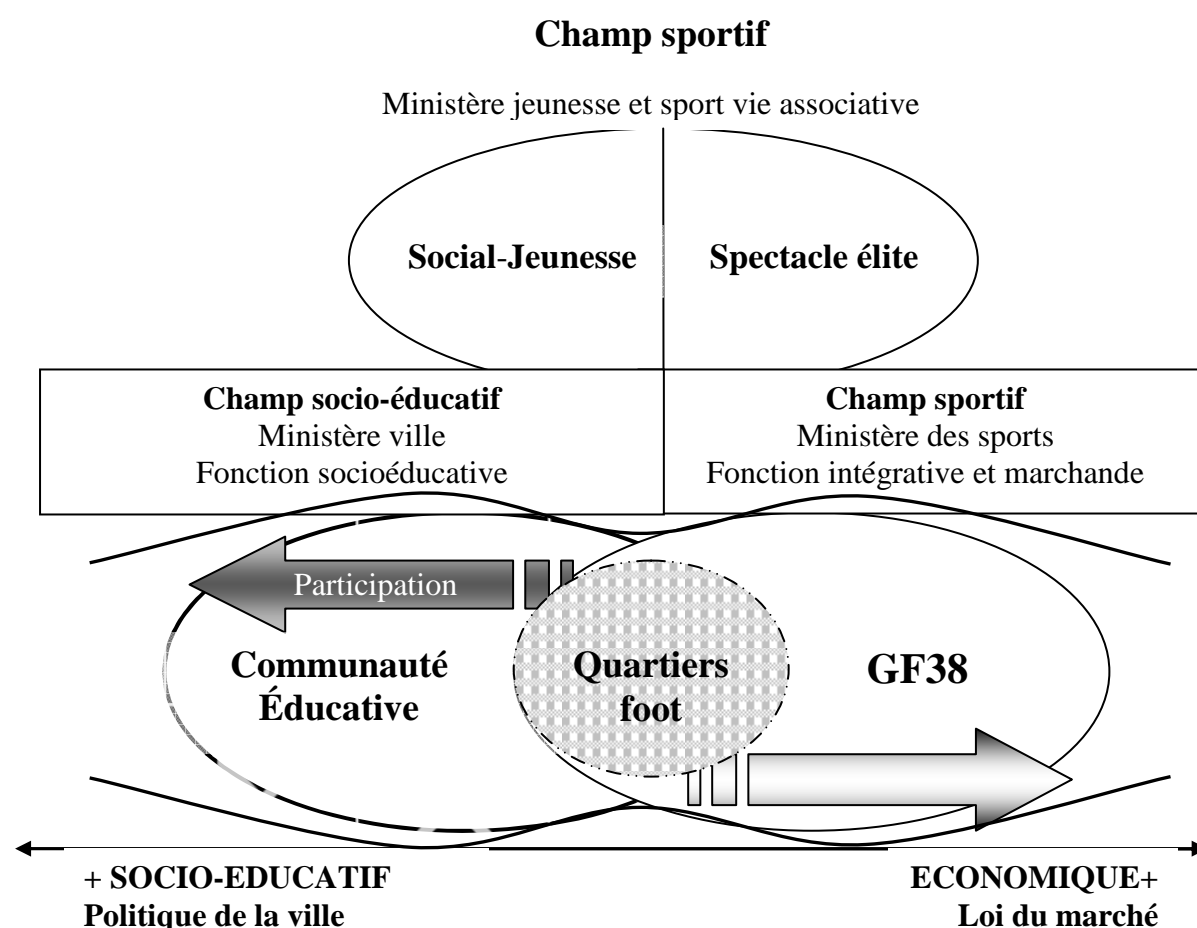 Champ sportif
Ministère jeunesse et sport vie associative
Social-Jeunesse
Spectacle élite
Champ socio-éducatif
Ministère ville
Fonction socioéducative
Champ sportif
Ministère des sports
Fonction intégrative et marchande
Participation
Communauté
Éducative
Quartiers
foot
GF38
+ SOCIO-EDUCATIF
Politique de la ville
ECONOMIQUE+
Loi du marché